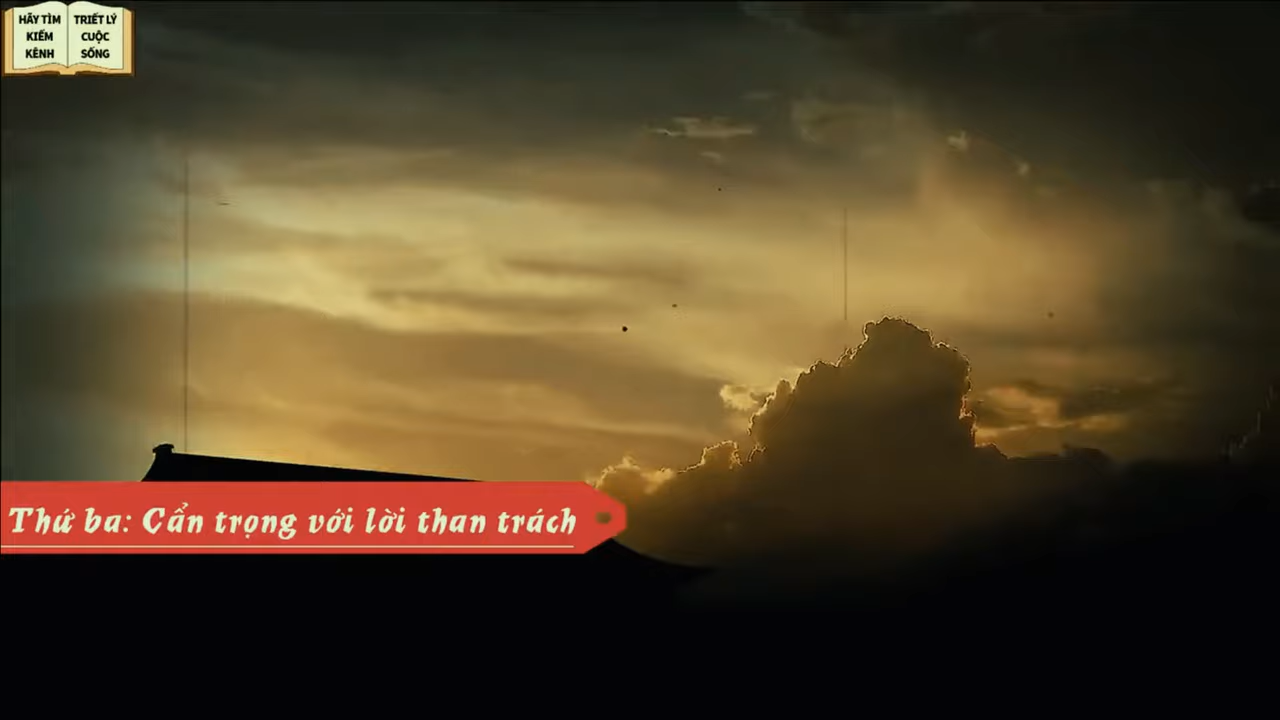 HÃY TÌM
KIẾM
KÊNH
TRIẾT LÝ
CUỘC
SỐNG
Thứ ba: Cẩn trọng với lời than trách